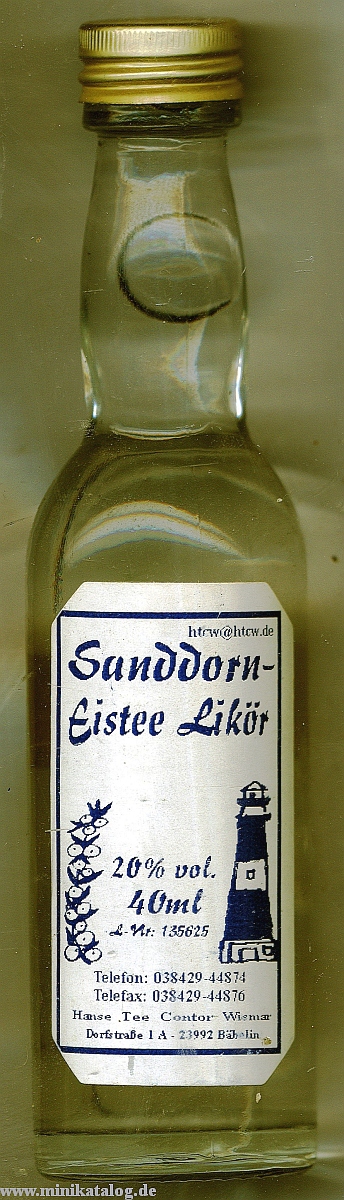 htcw@htcw.de
Sanddorn-
Eistee Likör
20% vol.
40ml
L-Nr: 135625
Telefon: 038429-44874
Telefax: 038429-44876
Hanse Tee Contor Wismar
Dorfstraße 1 A - 23992 Bäbelin
www.minikatalog.de